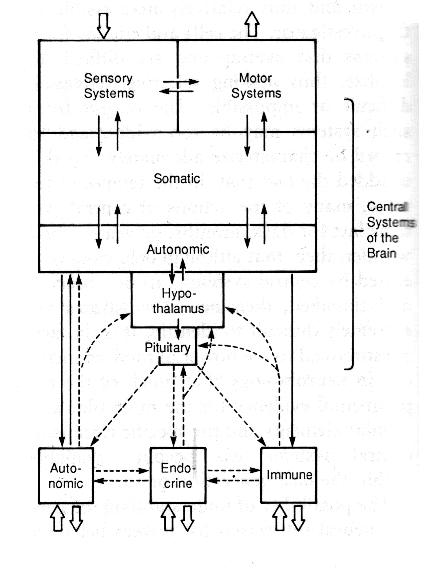 Sensory
Systems
Motor
Systems
Somatic
Autonomic
Hypo-
thalamus
Pituitary
Central
Systems
of the
Brain
Auto-
nomic
Endo-
crine
Immune